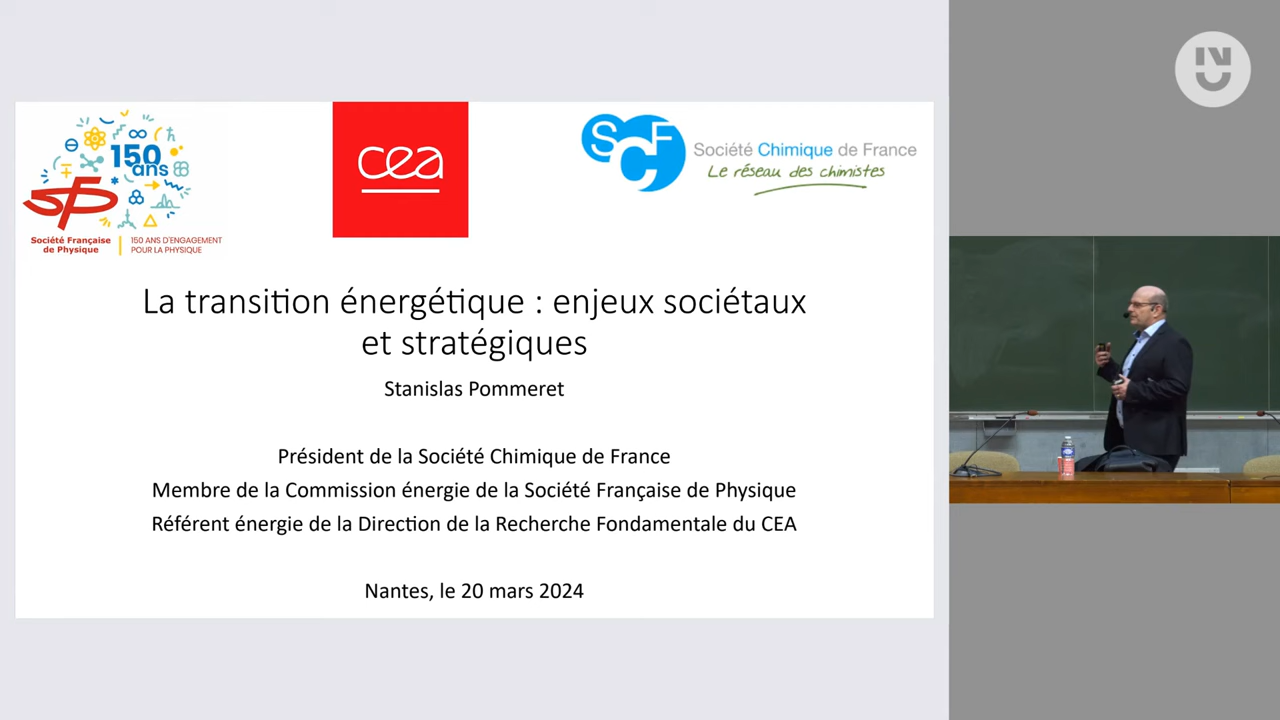 150
ans
sfp
Société Française
de Physique
150 ANS D'ENGAGEMENT
POUR LA PHYSIQUE
cea
SCF
Société Chimique de France
Le réseau des chimistes
La transition énergétique : enjeux sociétaux
et stratégiques
Stanislas Pommeret
Président de la Société Chimique de France
Membre de la Commission énergie de la Société Française de Physique
Référent énergie de la Direction de la Recherche Fondamentale du CEA
Nantes, le 20 mars 2024